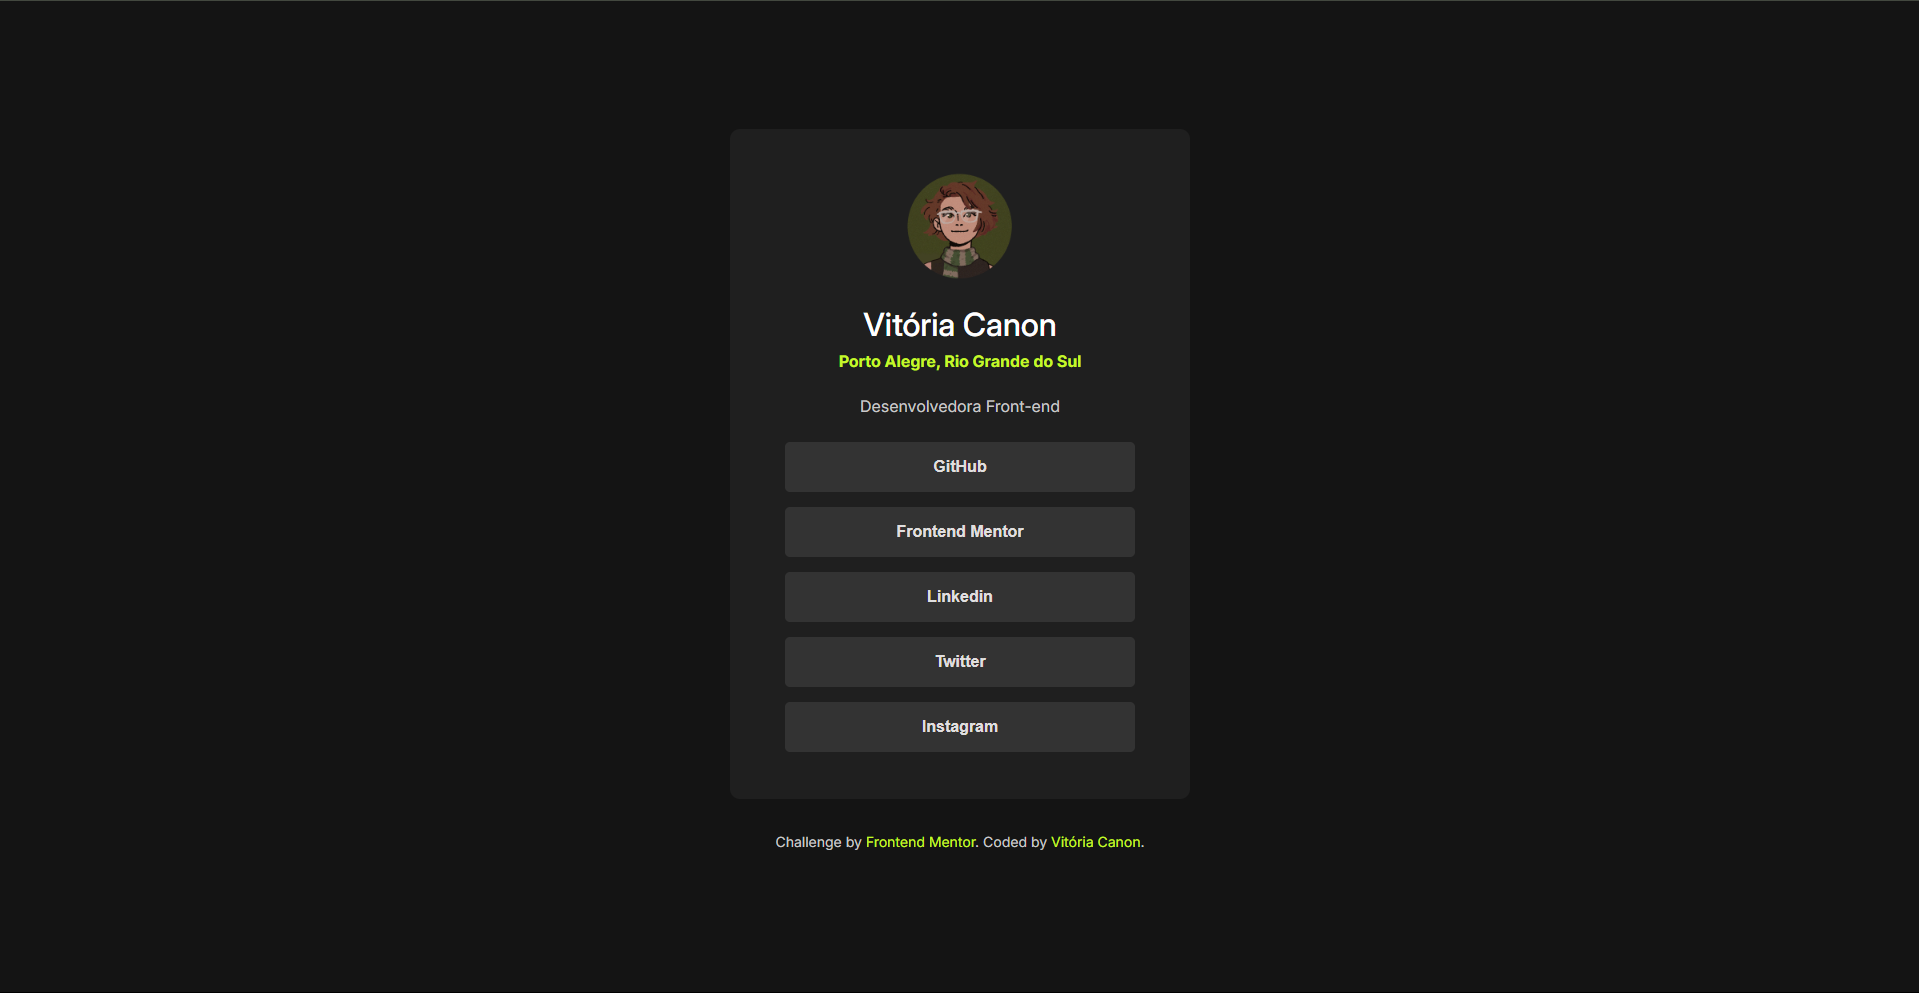 Vitória Canon
Porto Alegre, Rio Grande do Sul
Desenvolvedora Front-end
GitHub
Frontend Mentor
Linkedin
Twitter
Instagram
Challenge by Frontend Mentor. Coded by Vitória Canon.